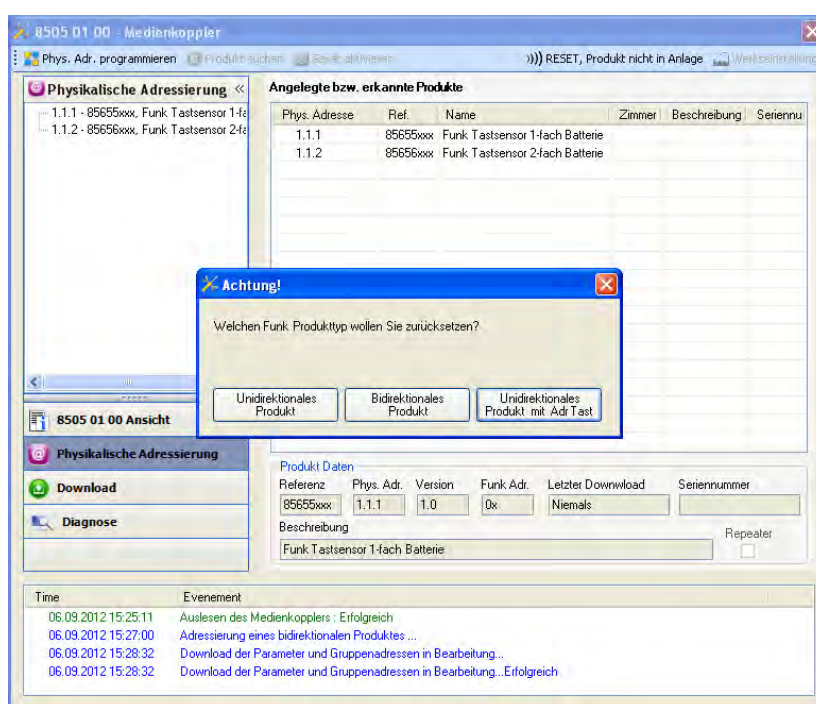 8505 01 00 - Medienkoppler
Phys. Adr. programmieren Produkt suchen Gerät aktivieren RESET, Produkt nicht in Anlage Werkseinstellung
Physikalische Adressierung «
1.1.1 - 85655xxx, Funk Tastsensor 1-fa
1.1.2 - 85656xxx, Funk Tastsensor 2-fa
Angelegte bzw. erkannte Produkte
Phys. Adresse Ref. Name Zimmer Beschreibung Seriennu
1.1.1 85655xxx Funk Tastsensor 1-fach Batterie
1.1.2 85656xxx Funk Tastsensor 2-fach Batterie
Achtung!
Welchen Funk Produkttyp wollen Sie zurücksetzen?
Unidirektionales
Produkt
Bidirektionales
Produkt
Unidirektionales
Produkt mit Adr Tast
8505 01 00 Ansicht
Physikalische Adressierung
Download
Diagnose
Produkt Daten
Referenz Phys. Adr. Version Funk Adr. Letzter Downwload Seriennummer
85655xxx 1.1.1 1.0 0x Niemals
Beschreibung
Repeater
Funk Tastsensor 1-fach Batterie
Time Evenement
06.09.2012 15:25:11 Auslesen des Medienkopplers : Erfolgreich
06.09.2012 15:27:00 Adressierung eines bidirektionalen Produktes ...
06.09.2012 15:28:32 Download der Parameter und Gruppenadressen in Bearbeitung...
06.09.2012 15:28:32 Download der Parameter und Gruppenadressen in Bearbeitung...Erfolgreich